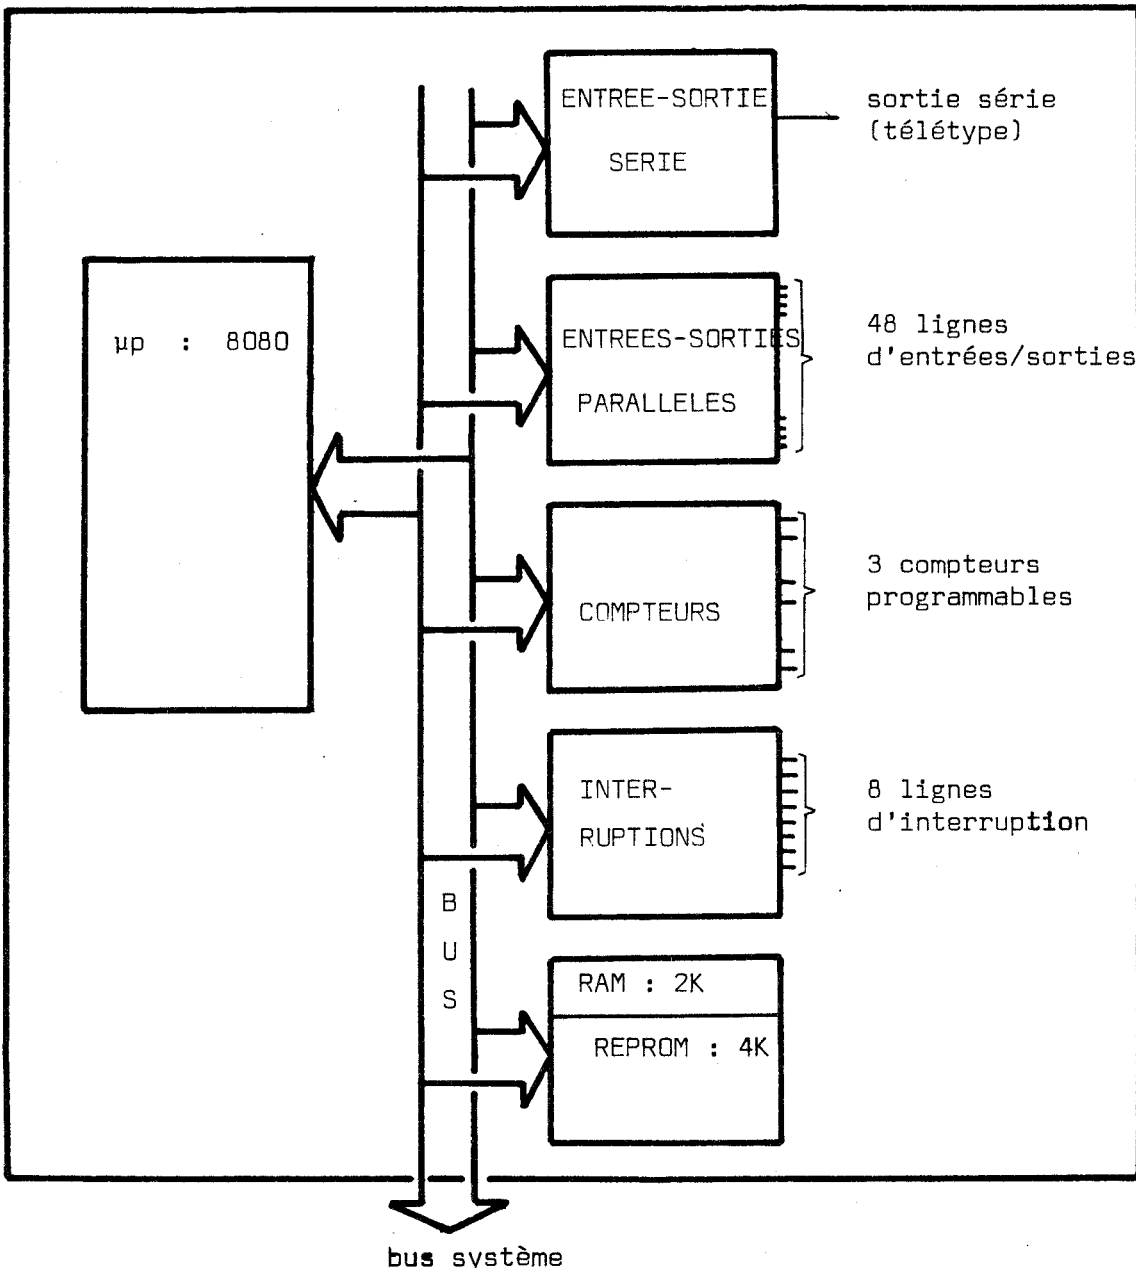 ENTREE-SORTIE
SERIE
sortie série
(télétype)
µp : 8080
ENTREES-SORTIES
PARALLELES
48 lignes
d'entrées/sorties
COMPTEURS
3 compteurs
programmables
INTER-
RUPTIONS
8 lignes
d'interruption
B
U
S
RAM : 2K
REPROM : 4K
bus système